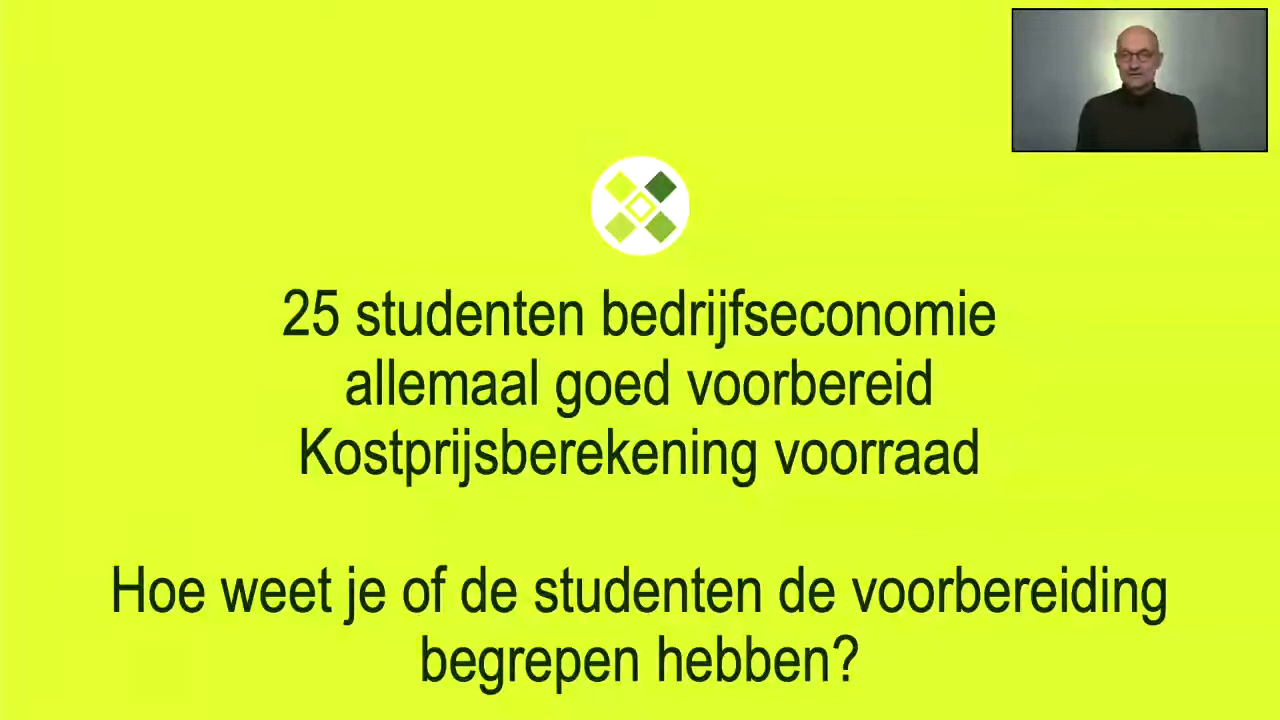 25 studenten bedrijfseconomie
allemaal goed voorbereid
Kostprijsberekening voorraad
Hoe weet je of de studenten de voorbereiding
begrepen hebben?